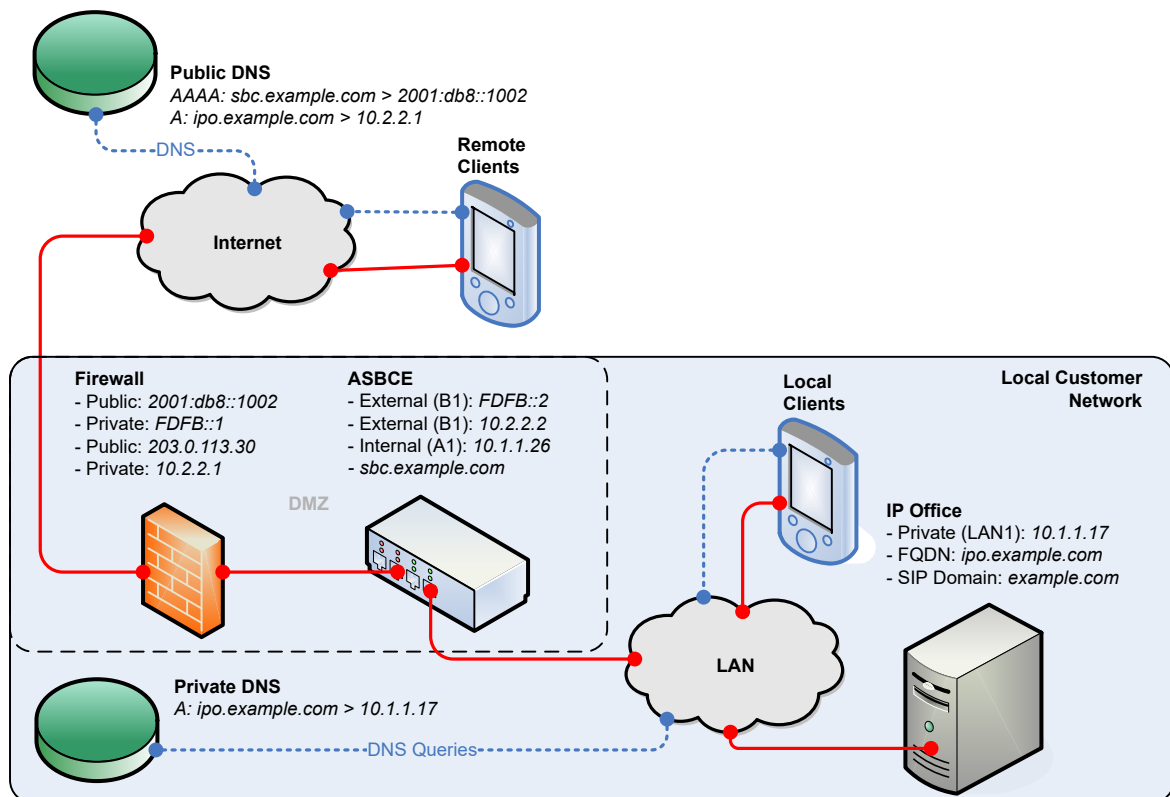 Public DNS
AAAA: sbc.example.com > 2001:db8::1002
A: ipo.example.com > 10.2.2.1
DNS
Remote
Clients
Internet
Firewall
- Public: 2001:db8::1002
- Private: FDFB::1
- Public: 203.0.113.30
- Private: 10.2.2.1
ASBCE
- External (B1): FDFB::2
- External (B1): 10.2.2.2
- Internal (A1): 10.1.1.26
- sbc.example.com
DMZ
Local
Clients
Local Customer
Network
IP Office
- Private (LAN1): 10.1.1.17
- FQDN: ipo.example.com
- SIP Domain: example.com
LAN
Private DNS
A: ipo.example.com > 10.1.1.17
DNS Queries